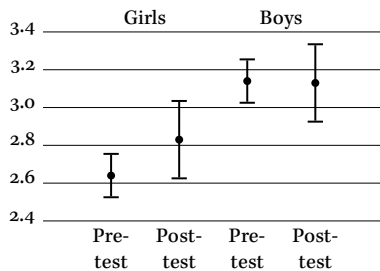 Girls Boys
3.4
3.2
3.0
2.8
2.6
2.4
Pre- Post- Pre- Post-
test test test test